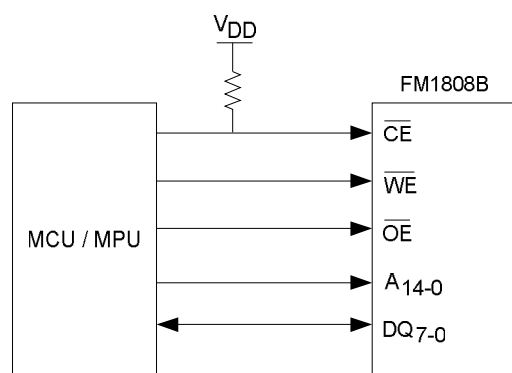 VDD
FM1808B
CE
WE
OE
MCU / MPU
A14-0
DQ7-0